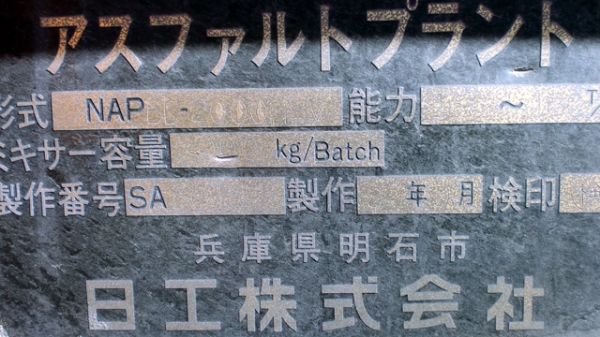 アスファルトプラント
形式 NAP - 能力 ~ T/
ミキサー容量 kg/Batch
製作番号 SA 製作 年 月 検印
兵庫県明石市
日工株式会社